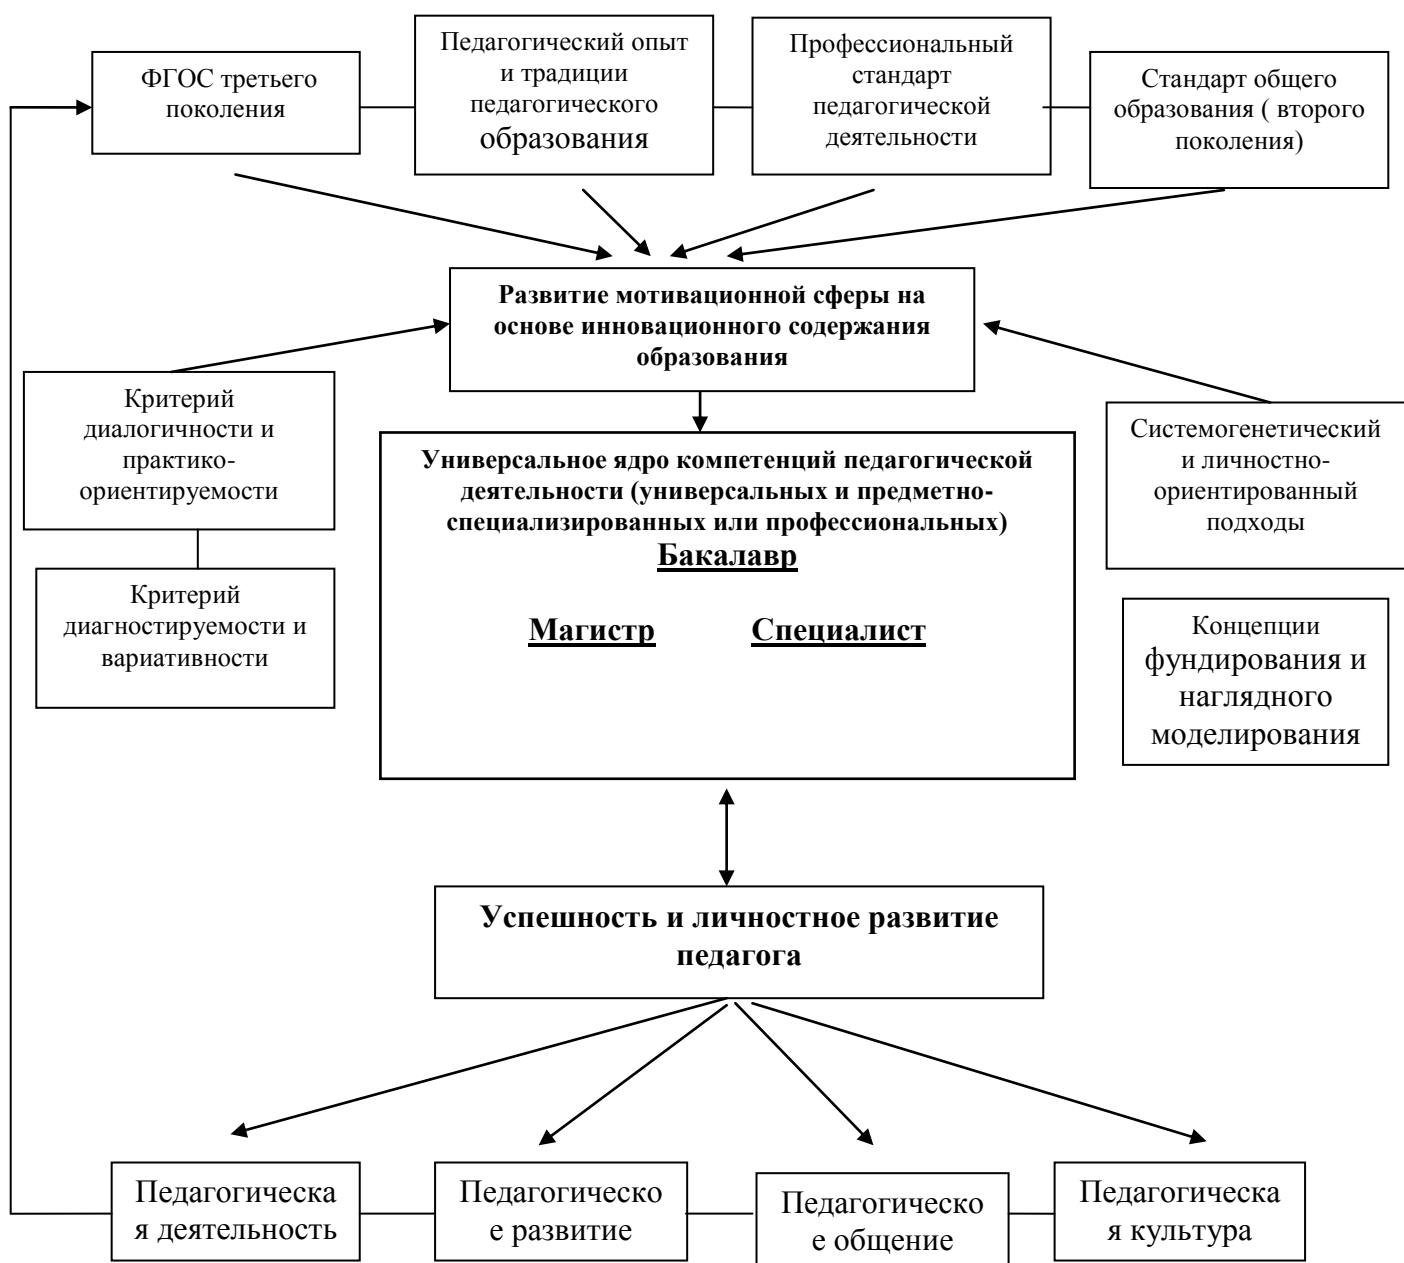 ФГОС третьего
поколения
Педагогический опыт
и традиции
педагогического
образования
Профессиональный
стандарт
педагогической
деятельности
Стандарт общего
образования ( второго
поколения)
Развитие мотивационной сферы на
основе инновационного содержания
образования
Критерий
диалогичности и
практико-
ориентируемости
Критерий
диагностируемости и
вариативности
Универсальное ядро компетенций педагогической
деятельности (универсальных и предметно-
специализированных или профессиональных)
Бакалавр
Магистр Специалист
Системогенетический
и личностно-
ориентированный
подходы
Концепции
фундирования и
наглядного
моделирования
Успешность и личностное развитие
педагога
Педагогическа
я деятельность
Педагогическо
е развитие
Педагогическо
е общение
Педагогическа
я культура